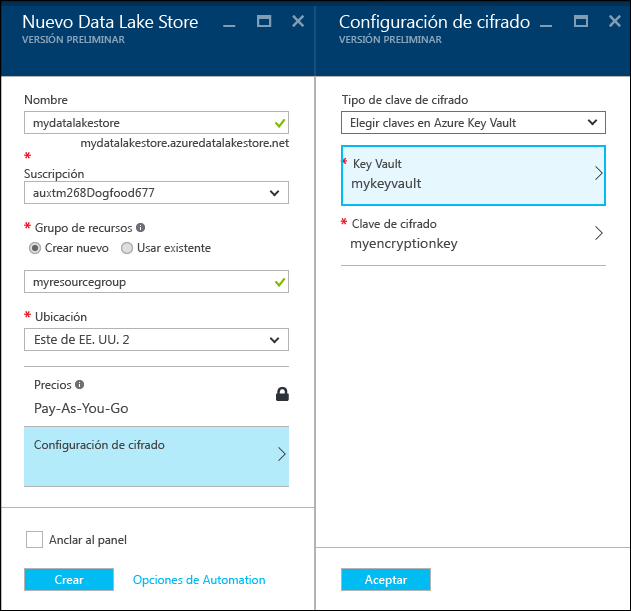 Nuevo Data Lake Store
VERSIÓN PRELIMINAR
Nombre
mydatalakestore
mydatalakestore.azuredatalakestore.net
*
Suscripción
auxtm268Dogfood677
* Grupo de recursos
Crear nuevo
Usar existente
myresourcegroup
* Ubicación
Este de EE. UU. 2
Precios
Pay-As-You-Go
Configuración de cifrado
Anclar al panel
Crear
Opciones de Automation
Configuración de cifrado
VERSIÓN PRELIMINAR
Tipo de clave de cifrado
Elegir claves en Azure Key Vault
* Key Vault
mykeyvault
* Clave de cifrado
myencryptionkey
Aceptar